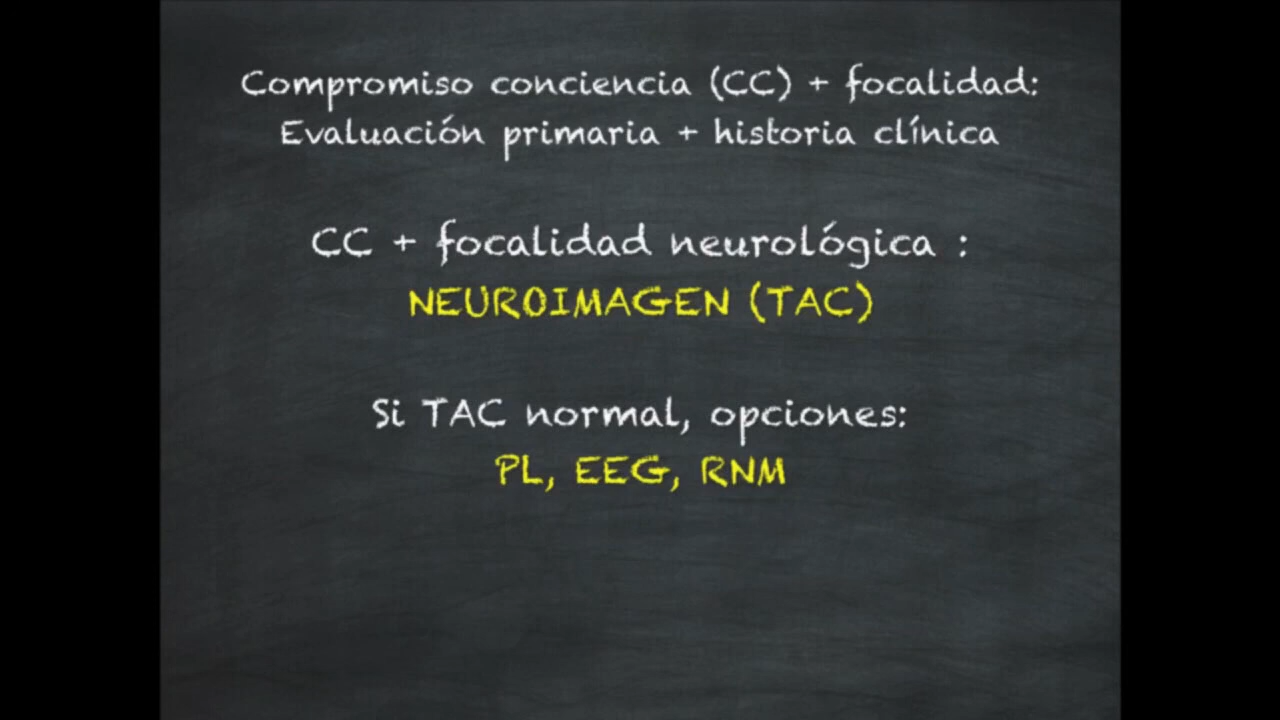 Compromiso conciencia (CC) + focalidad:
Evaluación primaria + historia clínica
CC + focalidad neurológica :
NEUROIMAGEN (TAC)
Si TAC normal, opciones:
PL, EEG, RNM